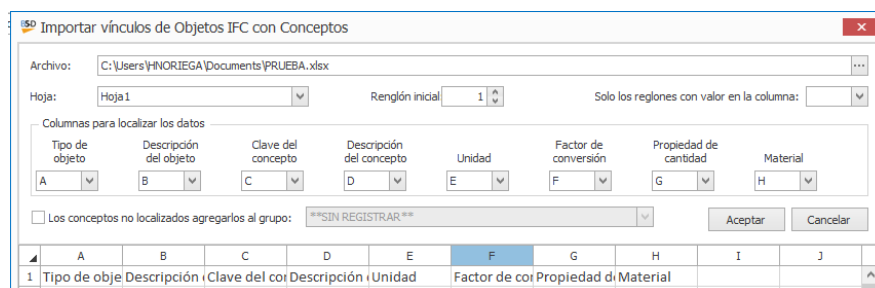 BSD Importar vínculos de Objetos IFC con Conceptos
Archivo: C:\Users\HNORIEGA\Documents\PRUEBA.xlsx ...
Hoja: Hoja1 Renglón inicial 1 Solo los reglones con valor en la columna:
Columnas para localizar los datos
Tipo de objeto Descripción del objeto Clave del concepto Descripción del concepto Unidad Factor de conversión Propiedad de cantidad Material
A B C D E F G H
Los conceptos no localizados agregarlos al grupo: **SIN REGISTRAR** Aceptar Cancelar
A B C D E F G H I J
1 Tipo de obje Descripción Clave del cor Descripción Unidad Factor de cor Propiedad d Material